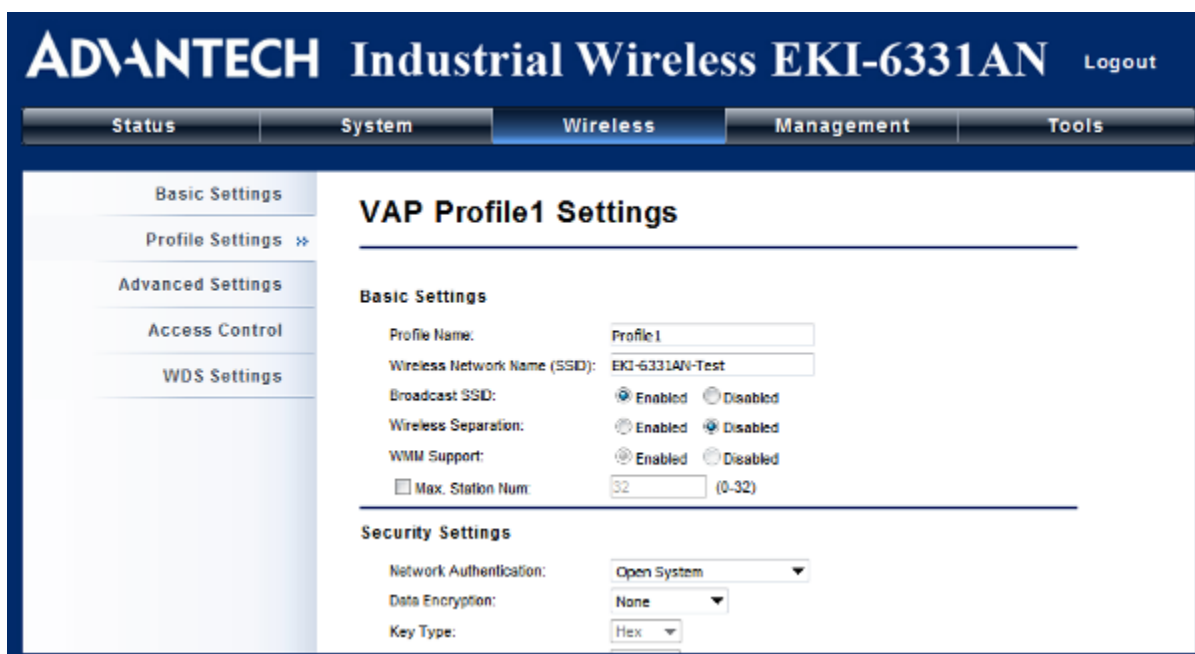 ADVANTECH Industrial Wireless EKI-6331AN Logout
Status System Wireless Management Tools
Basic Settings
Profile Settings »
Advanced Settings
Access Control
WDS Settings
VAP Profile1 Settings
Basic Settings
Profile Name: Profile1
Wireless Network Name (SSID): EKI-6331AN-Test
Broadcast SSID: Enabled Disabled
Wireless Separation: Enabled Disabled
WMM Support: Enabled Disabled
Max. Station Num: 32 (0-32)
Security Settings
Network Authentication: Open System
Data Encryption: None
Key Type: Hex